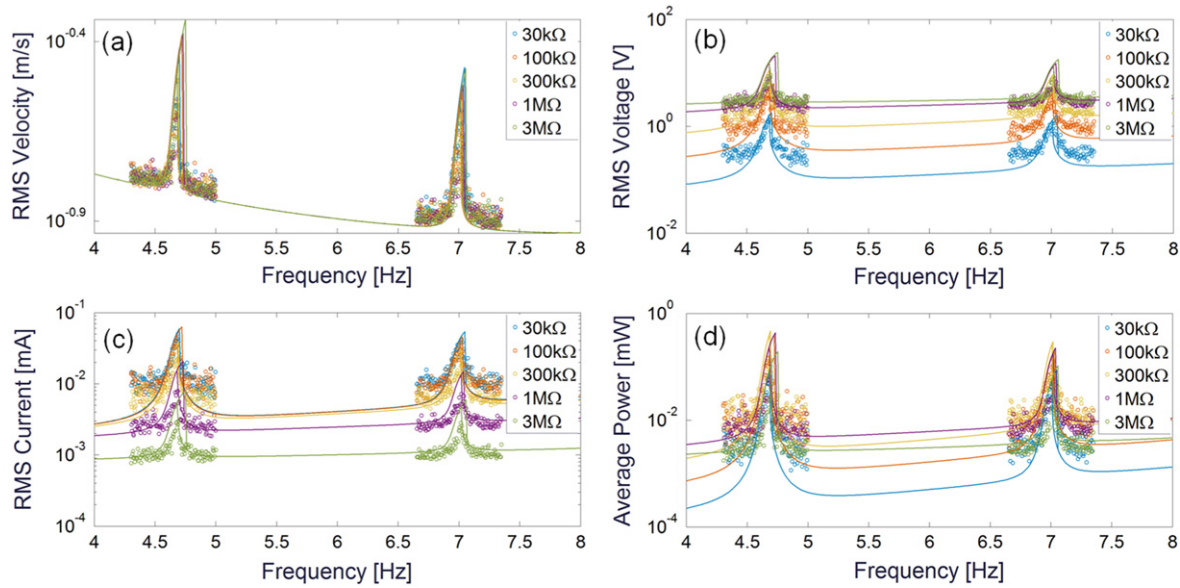 (a)
RMS Velocity [m/s]
10^-0.4
10^-0.9
30kΩ
100kΩ
300kΩ
1MΩ
3MΩ
4 4.5 5 5.5 6 6.5 7 7.5 8
Frequency [Hz]
(b)
RMS Voltage [V]
10^2
10^0
10^-2
30kΩ
100kΩ
300kΩ
1MΩ
3MΩ
4 4.5 5 5.5 6 6.5 7 7.5 8
Frequency [Hz]
(c)
RMS Current [mA]
10^-1
10^-2
10^-3
10^-4
30kΩ
100kΩ
300kΩ
1MΩ
3MΩ
4 4.5 5 5.5 6 6.5 7 7.5 8
Frequency [Hz]
(d)
Average Power [mW]
10^0
10^-2
10^-4
30kΩ
100kΩ
300kΩ
1MΩ
3MΩ
4 4.5 5 5.5 6 6.5 7 7.5 8
Frequency [Hz]